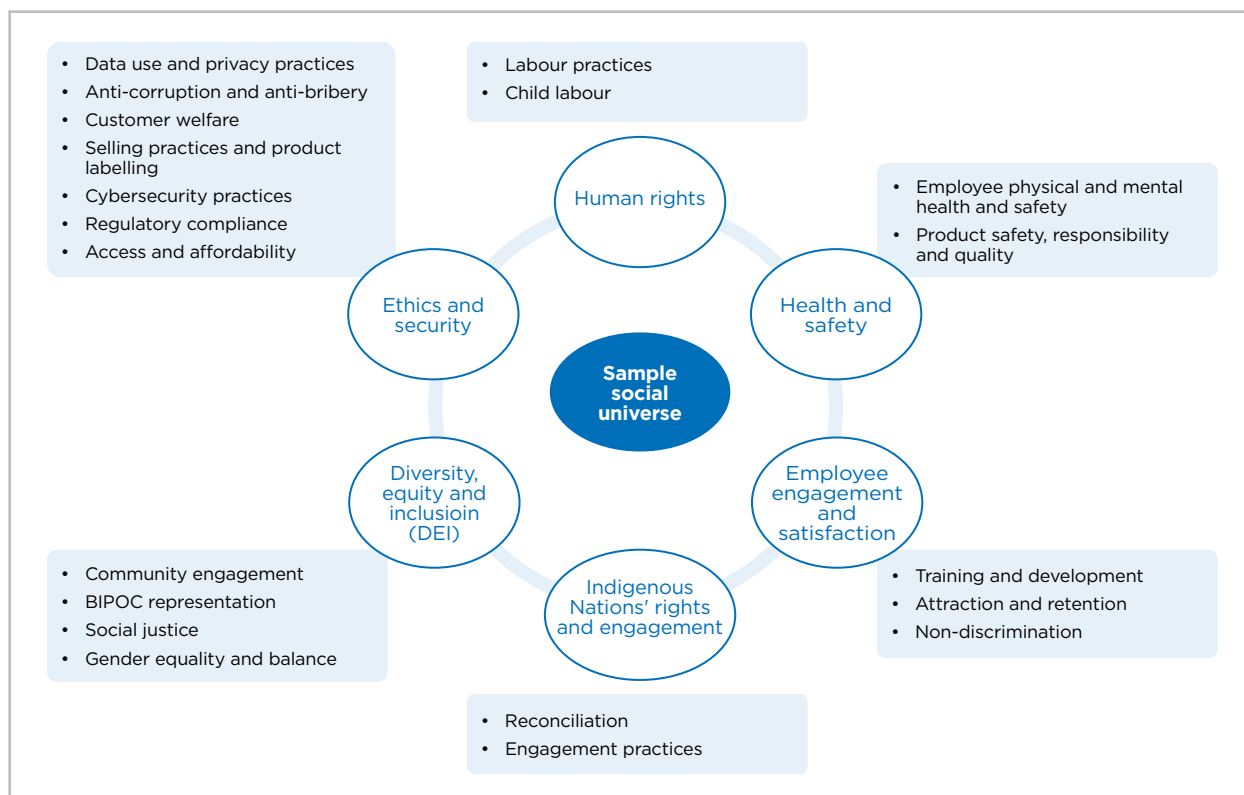 • Data use and privacy practices
• Anti-corruption and anti-bribery
• Customer welfare
• Selling practices and product
labelling
• Cybersecurity practices
• Regulatory compliance
• Access and affordability
• Labour practices
• Child labour
Human rights
• Employee physical and mental
health and safety
• Product safety, responsibility
and quality
Ethics and
security
Health and
safety
Sample
social
universe
Diversity,
equity and
inclusioin
(DEI)
Employee
engagement
and
satisfaction
Indigenous
Nations' rights
and engagement
• Community engagement
• BIPOC representation
• Social justice
• Gender equality and balance
• Training and development
• Attraction and retention
• Non-discrimination
• Reconciliation
• Engagement practices